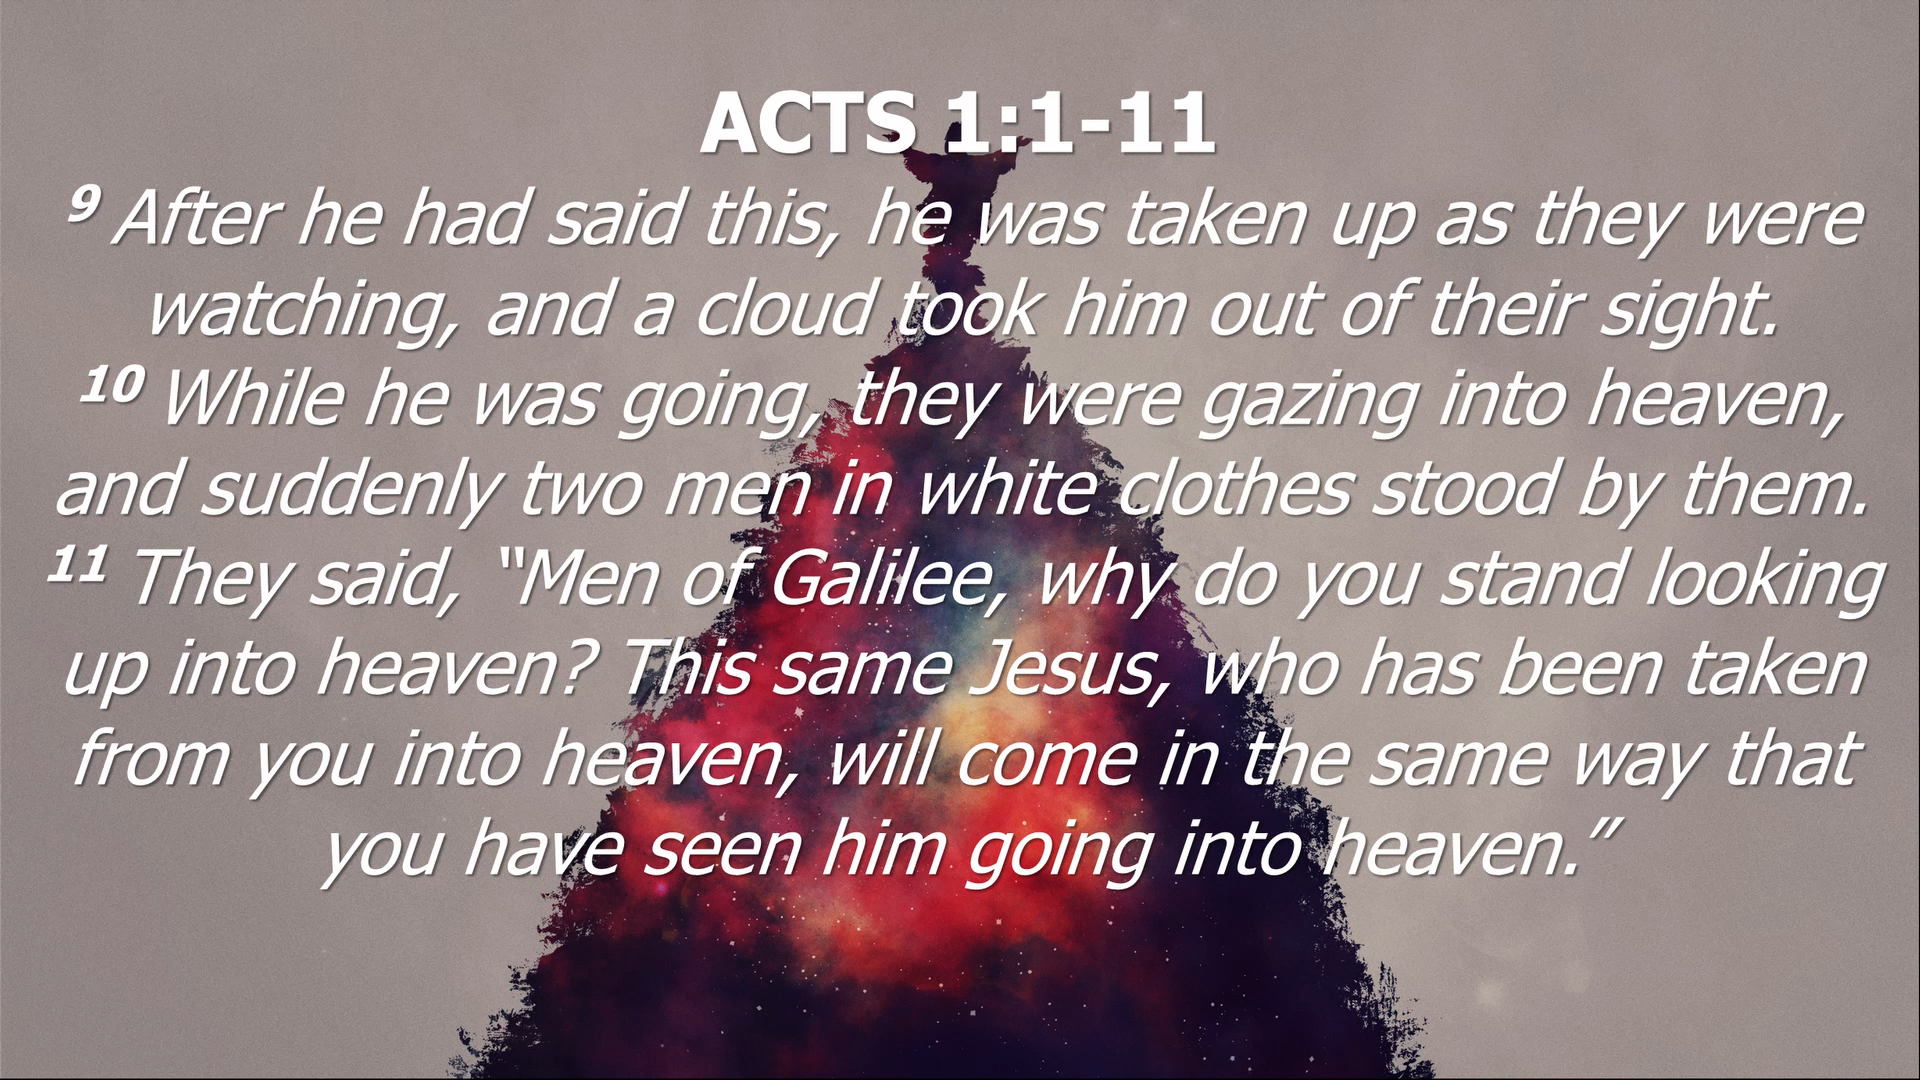 ACTS 1:1-11
9 After he had said this, he was taken up as they were
watching, and a cloud took him out of their sight.
10 While he was going, they were gazing into heaven,
and suddenly two men in white clothes stood by them.
11 They said, “Men of Galilee, why do you stand looking
up into heaven? This same Jesus, who has been taken
from you into heaven, will come in the same way that
you have seen him going into heaven.”